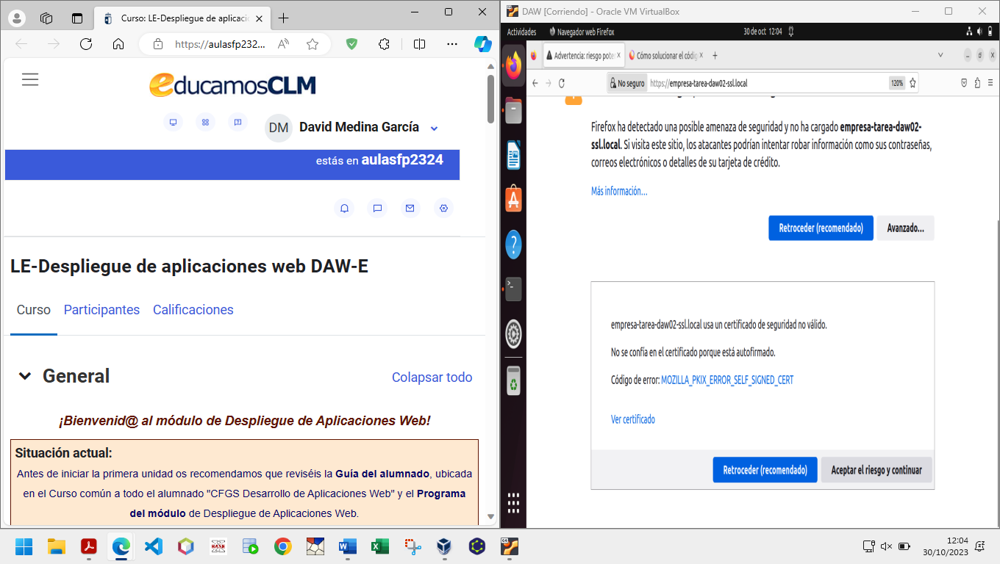 Curso: LE-Despliegue de aplicacio
https://aulasfp232...
educamosCLM
DM
David Medina García
estás en aulasfp2324
LE-Despliegue de aplicaciones web DAW-E
Curso
Participantes
Calificaciones
General
Colapsar todo
¡Bienvenid@ al módulo de Despliegue de Aplicaciones Web!
Situación actual:
Antes de iniciar la primera unidad os recomendamos que reviséis la Guía del alumnado, ubicada
en el Curso común a todo el alumnado "CFGS Desarrollo de Aplicaciones Web" y el Programa
del módulo de Despliegue de Aplicaciones Web.
DAW [Corriendo] - Oracle VM VirtualBox
Actividades
Navegador web Firefox
30 de oct 12:04
Advertencia: riesgo pote
Cómo solucionar el códig
No seguro
https://empresa-tarea-daw02-ssl.local
120%
Firefox ha detectado una posible amenaza de seguridad y no ha cargado empresa-tarea-daw02-
ssl.local. Si visita este sitio, los atacantes podrían intentar robar información como sus contraseñas,
correos electrónicos o detalles de su tarjeta de crédito.
Más información...
Retroceder (recomendado)
Avanzado...
empresa-tarea-daw02-ssl.local usa un certificado de seguridad no válido.
No se confía en el certificado porque está autofirmado.
Código de error: MOZILLA_PKIX_ERROR_SELF_SIGNED_CERT
Ver certificado
Retroceder (recomendado)
Aceptar el riesgo y continuar
12:04
30/10/2023